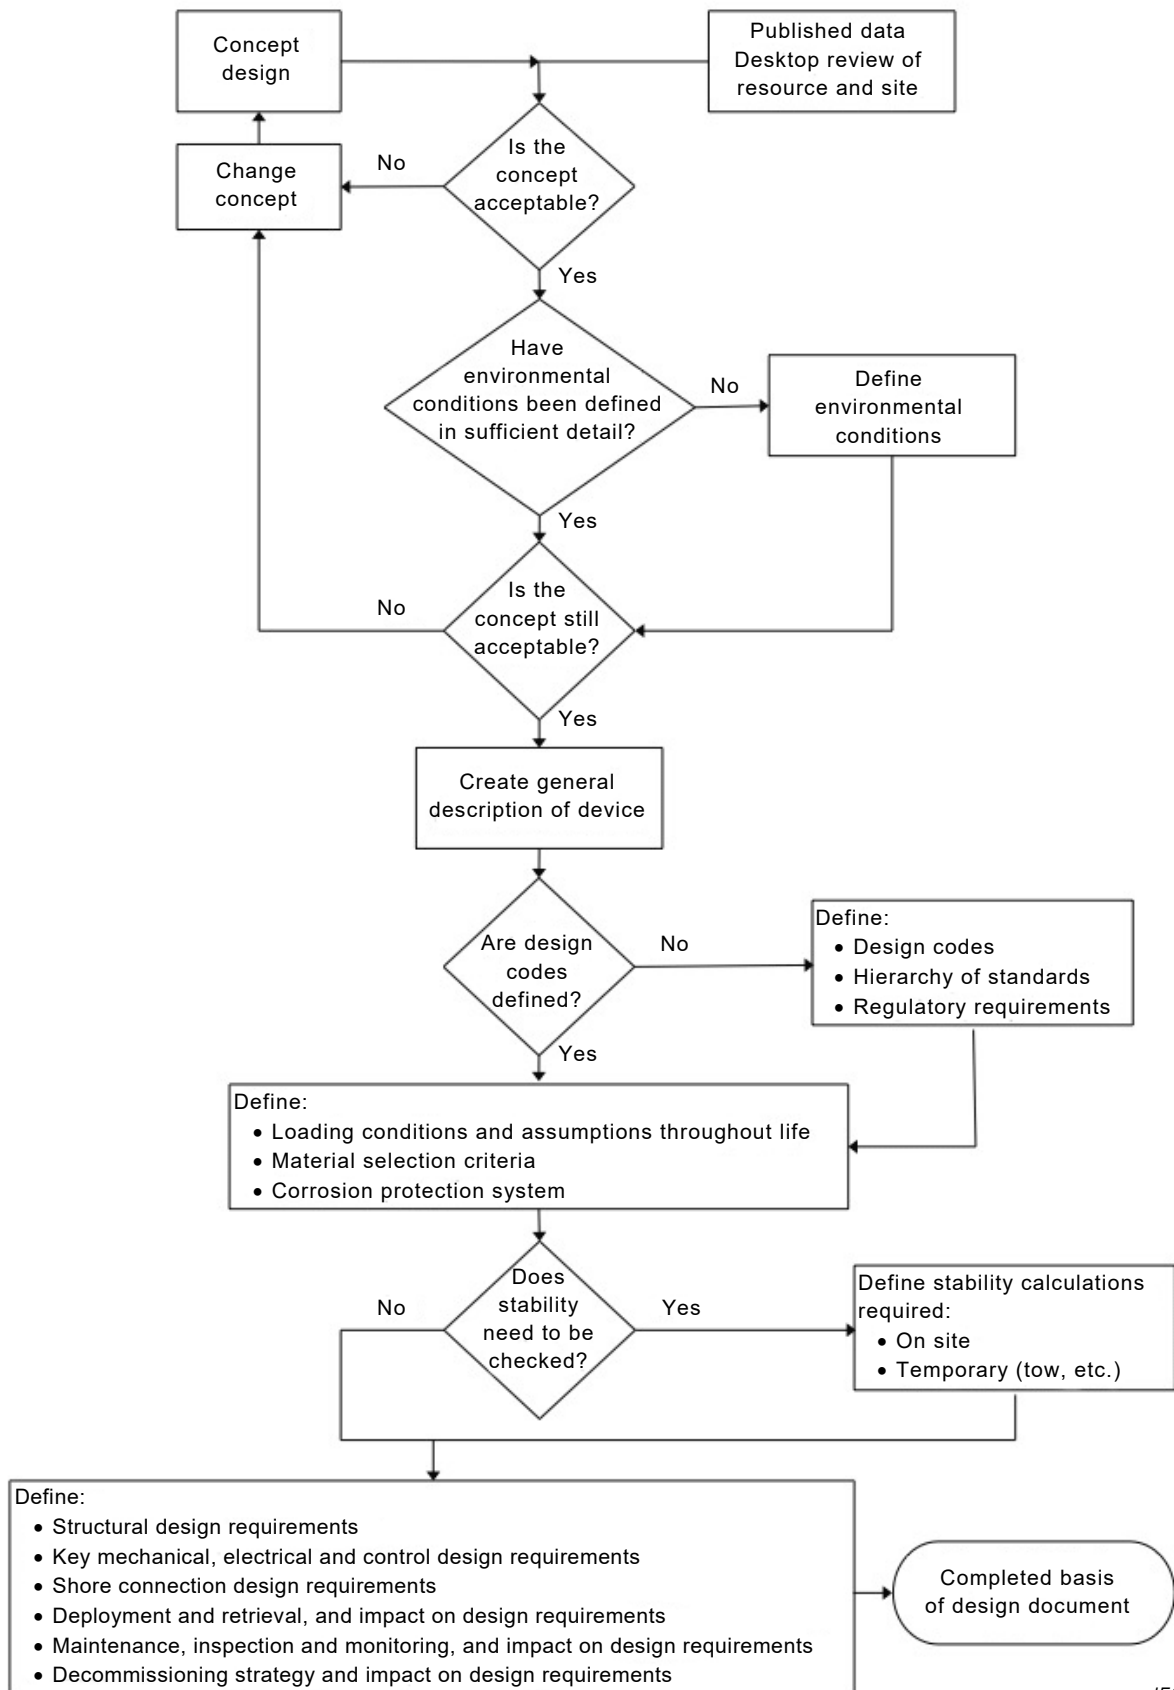 Concept
design
Published data
Desktop review of
resource and site
Change
concept
No
Is the
concept
acceptable?
Yes
Have
environmental
conditions been defined
in sufficient detail?
No
Define
environmental
conditions
Yes
Is the
concept still
acceptable?
No
Yes
Create general
description of device
Are design
codes
defined?
No
Define:
• Design codes
• Hierarchy of standards
• Regulatory requirements
Yes
Define:
• Loading conditions and assumptions throughout life
• Material selection criteria
• Corrosion protection system
No
Does
stability
need to be
checked?
Yes
Define stability calculations
required:
• On site
• Temporary (tow, etc.)
Define:
• Structural design requirements
• Key mechanical, electrical and control design requirements
• Shore connection design requirements
• Deployment and retrieval, and impact on design requirements
• Maintenance, inspection and monitoring, and impact on design requirements
• Decommissioning strategy and impact on design requirements
Completed basis
of design document